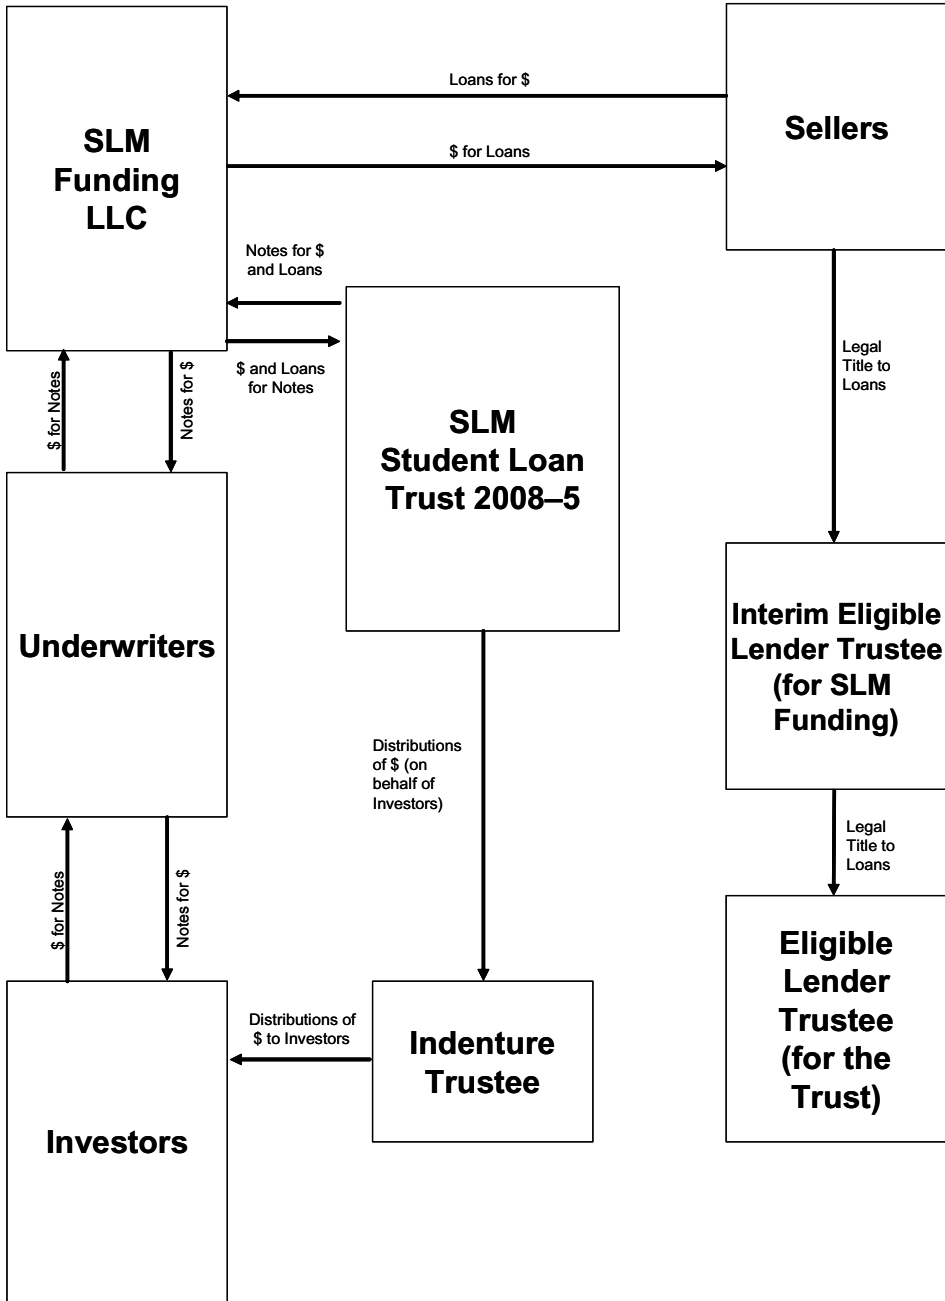 Loans for $
SLM
Funding
LLC
Sellers
$ for Loans
Notes for $
and Loans
$ and Loans
for Notes
Legal
Title to
Loans
$ for Notes
Notes for $
SLM
Student Loan
Trust 2008–5
Underwriters
Interim Eligible
Lender Trustee
(for SLM
Funding)
Distributions
of $ (on
behalf of
Investors)
Legal
Title to
Loans
$ for Notes
Notes for $
Eligible
Lender
Trustee
(for the
Trust)
Distributions of
$ to Investors
Indenture
Trustee
Investors